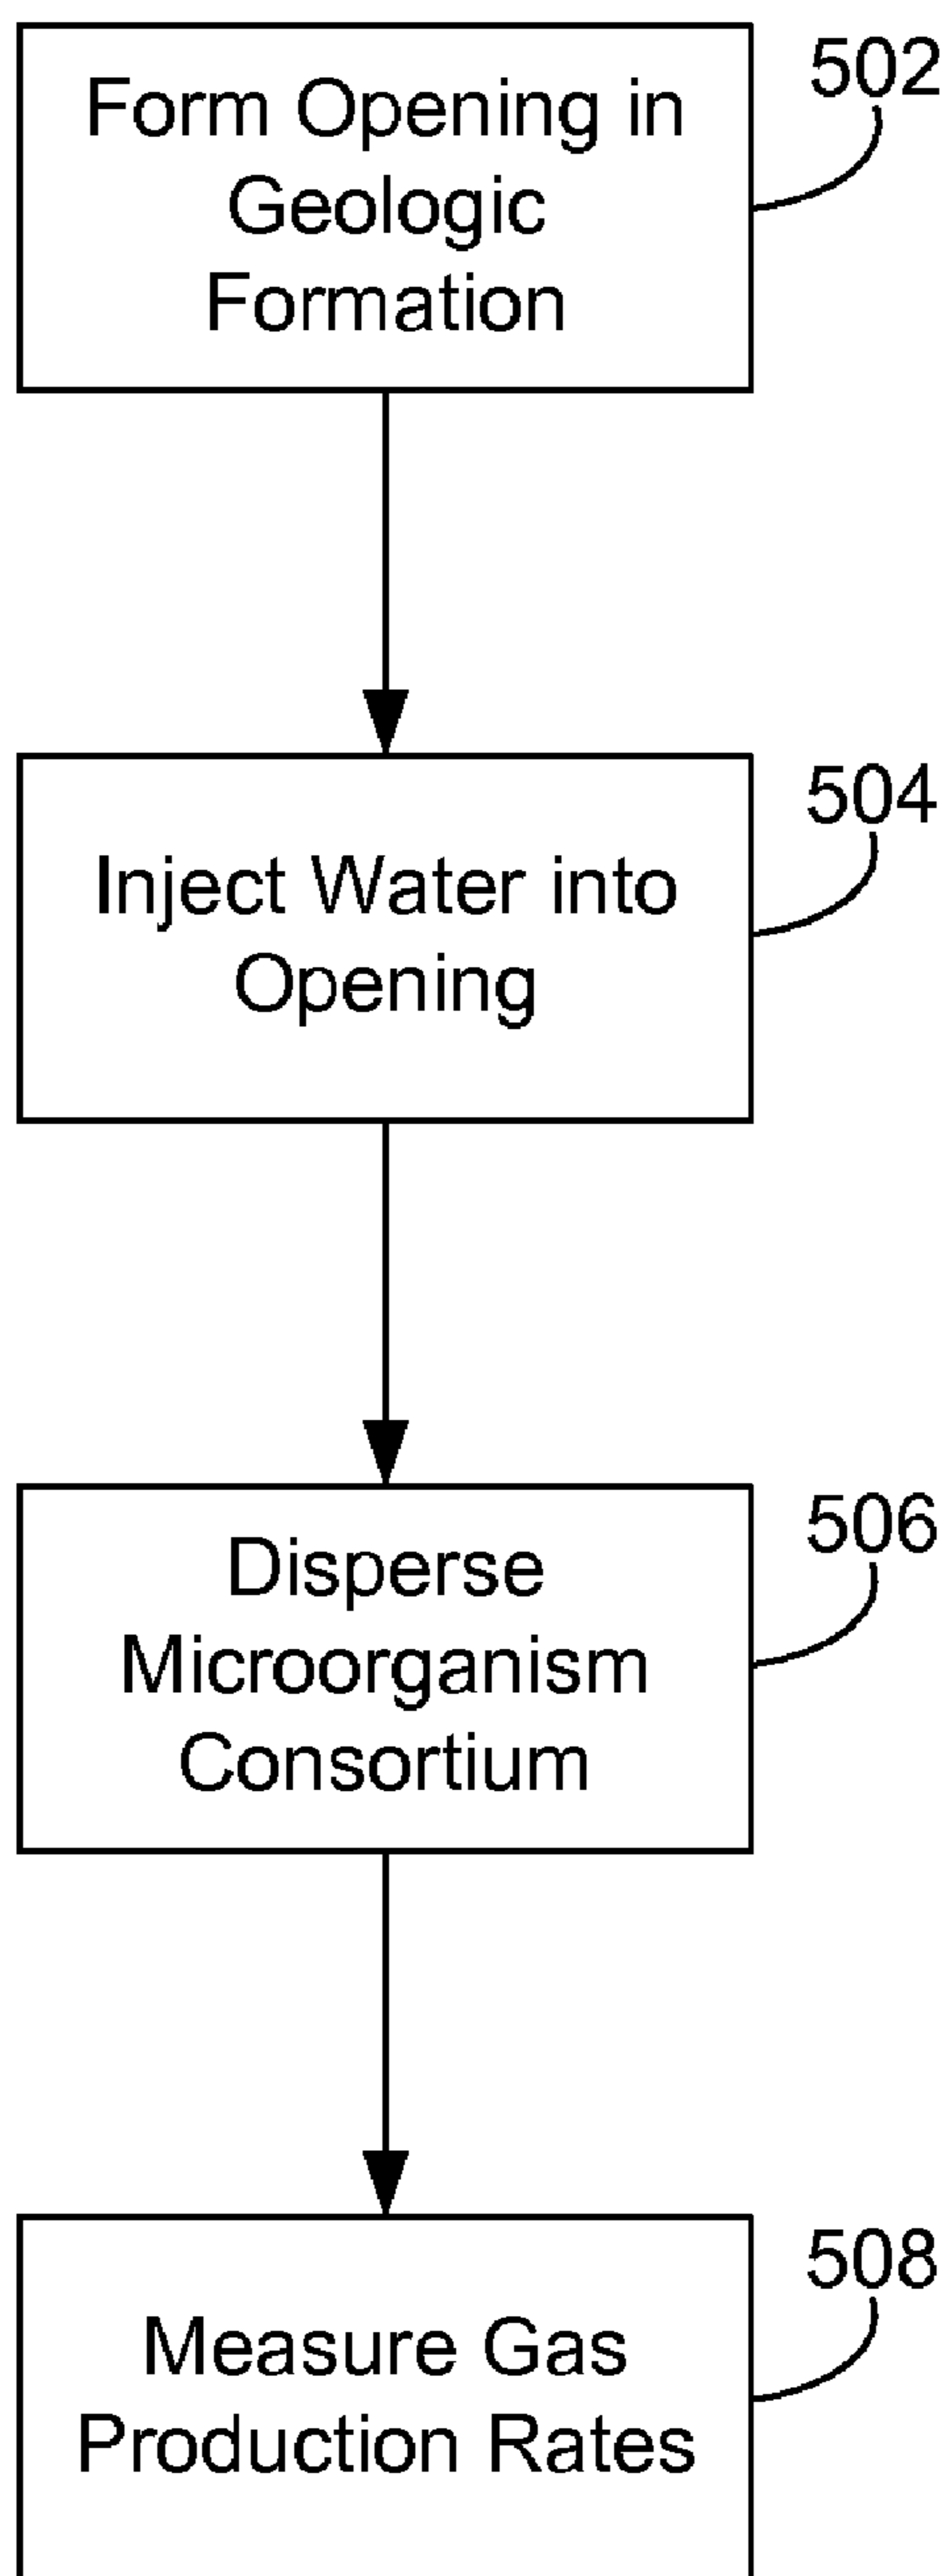 502
Form Opening in
Geologic
Formation
504
Inject Water into
Opening
506
Disperse
Microorganism
Consortium
508
Measure Gas
Production Rates